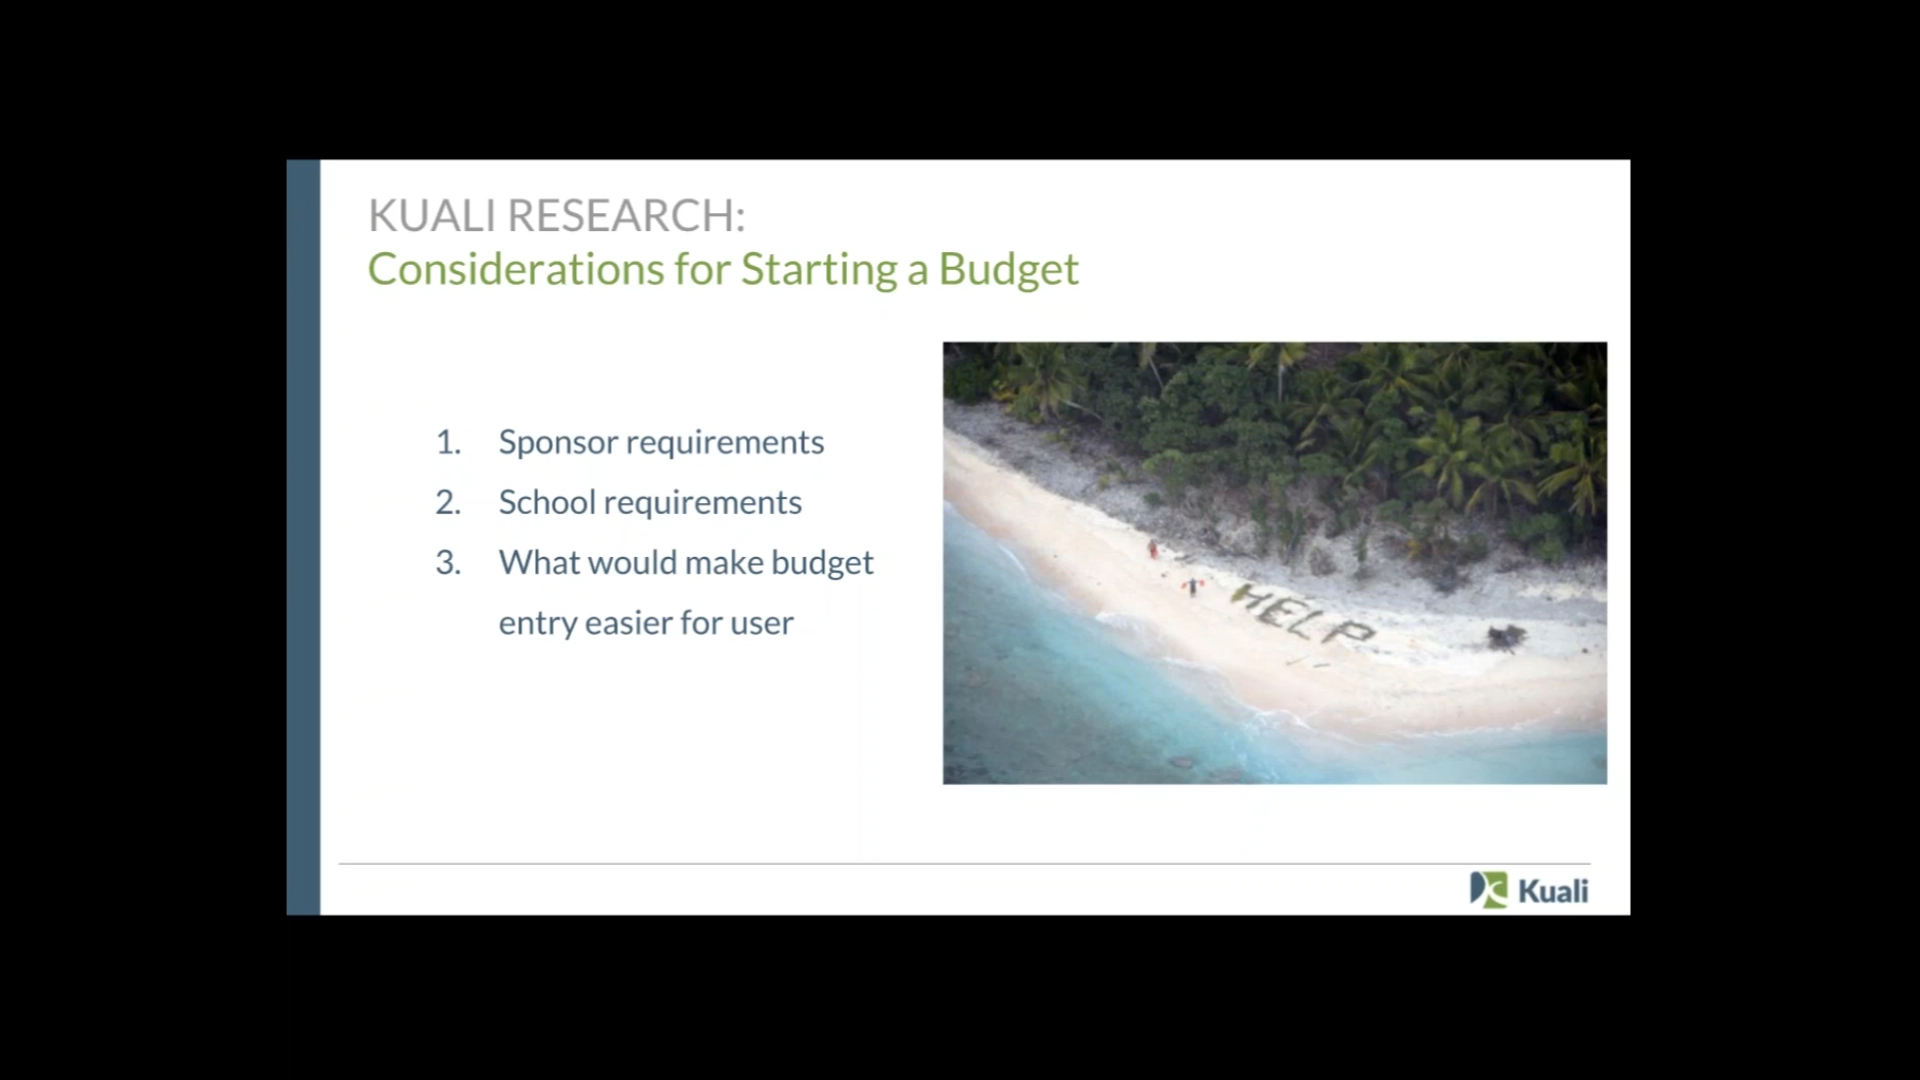 KUALI RESEARCH:
Considerations for Starting a Budget
1. Sponsor requirements
2. School requirements
3. What would make budget
entry easier for user
HELP
Kuali